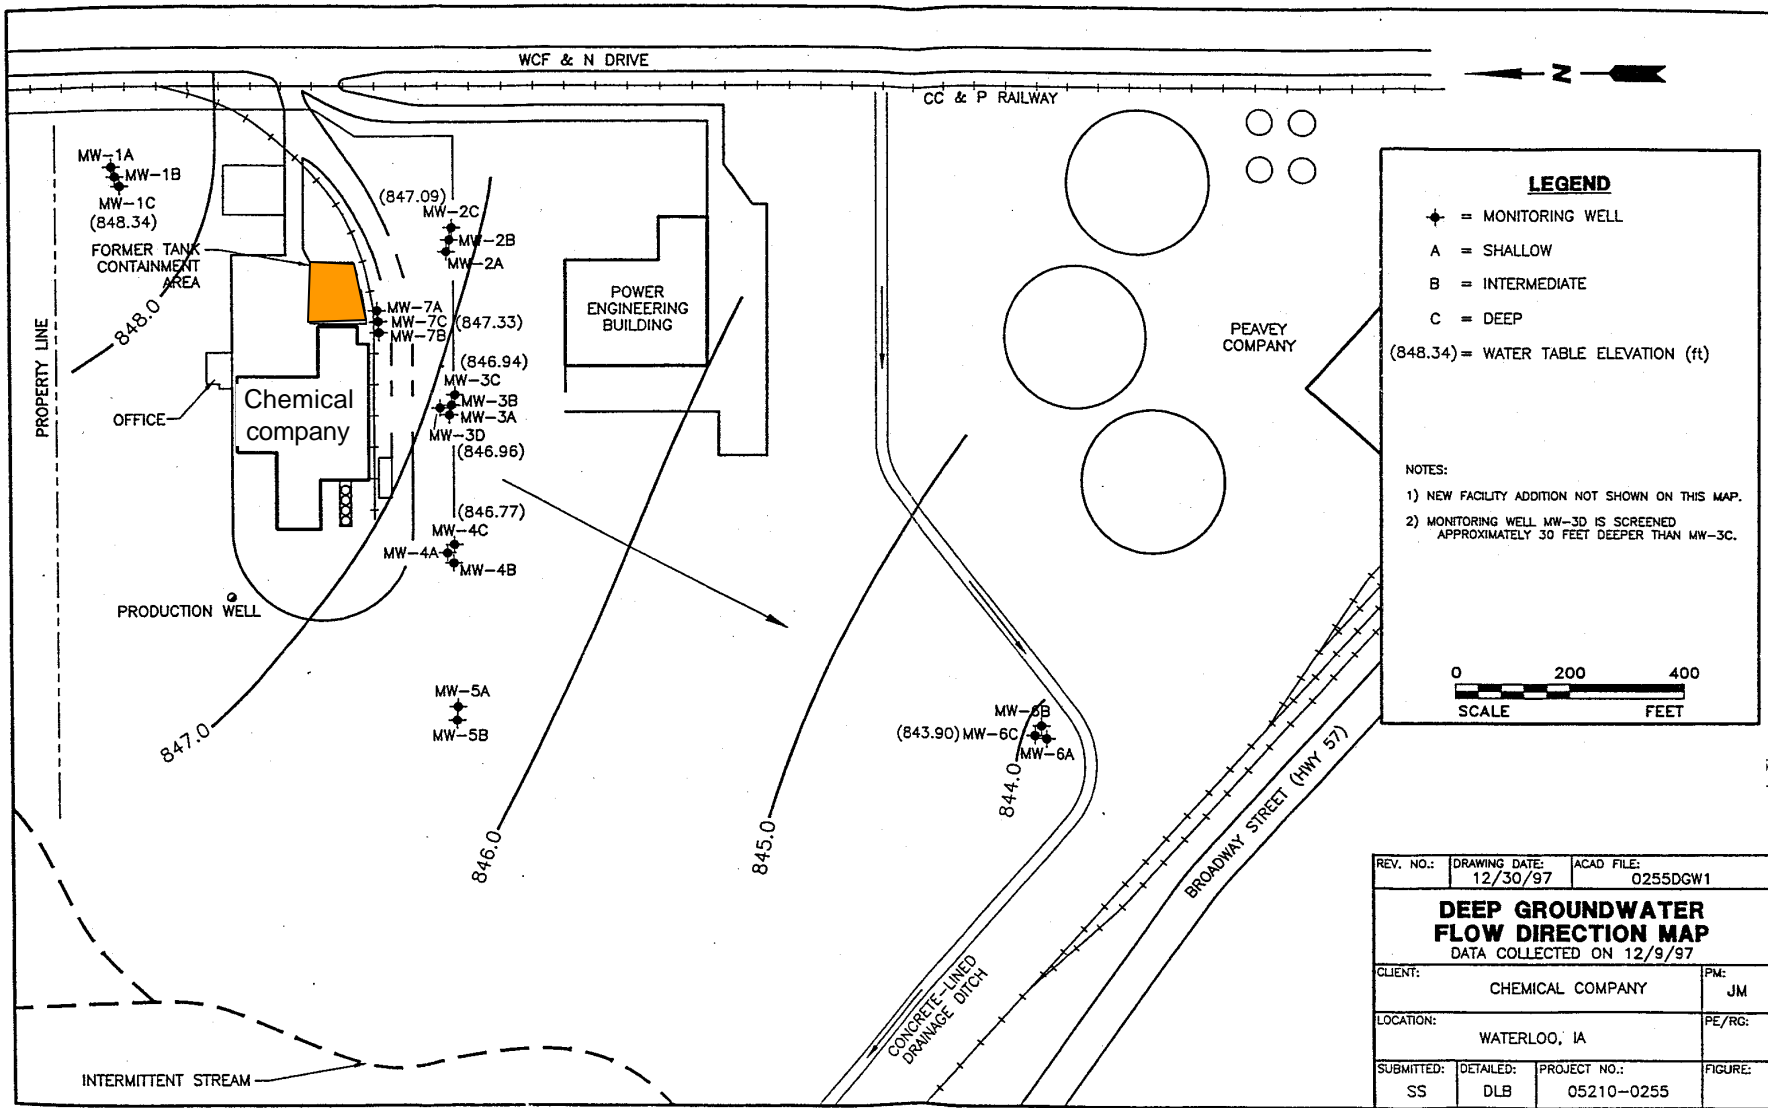 WCF & N DRIVE
CC & P RAILWAY
N
MW-1A
MW-1B
MW-1C
(848.34)
FORMER TANK
CONTAINMENT
AREA
848.0
PROPERTY LINE
OFFICE
Chemical
company
(847.09)
MW-2C
MW-2B
MW-2A
MW-7A
MW-7C (847.33)
MW-7B
(846.94)
MW-3C
MW-3B
MW-3A
MW-3D
(846.96)
(846.77)
MW-4C
MW-4A
MW-4B
POWER
ENGINEERING
BUILDING
PEAVEY
COMPANY
PRODUCTION WELL
MW-5A
MW-5B
847.0
846.0
845.0
844.0
MW-6B
(843.90) MW-6C
MW-6A
BROADWAY STREET (HWY 57)
CONCRETE-LINED
DRAINAGE DITCH
INTERMITTENT STREAM
LEGEND
= MONITORING WELL
A = SHALLOW
B = INTERMEDIATE
C = DEEP
(848.34) = WATER TABLE ELEVATION (ft)
NOTES:
1) NEW FACILITY ADDITION NOT SHOWN ON THIS MAP.
2) MONITORING WELL MW-3D IS SCREENED
APPROXIMATELY 30 FEET DEEPER THAN MW-3C.
0 200 400
SCALE FEET
REV. NO.: DRAWING DATE: ACAD FILE:
12/30/97 0255DGW1
DEEP GROUNDWATER
FLOW DIRECTION MAP
DATA COLLECTED ON 12/9/97
CLIENT: PM:
CHEMICAL COMPANY JM
LOCATION: PE/RG:
WATERLOO, IA
SUBMITTED: DETAILED: PROJECT NO.: FIGURE:
SS DLB 05210-0255